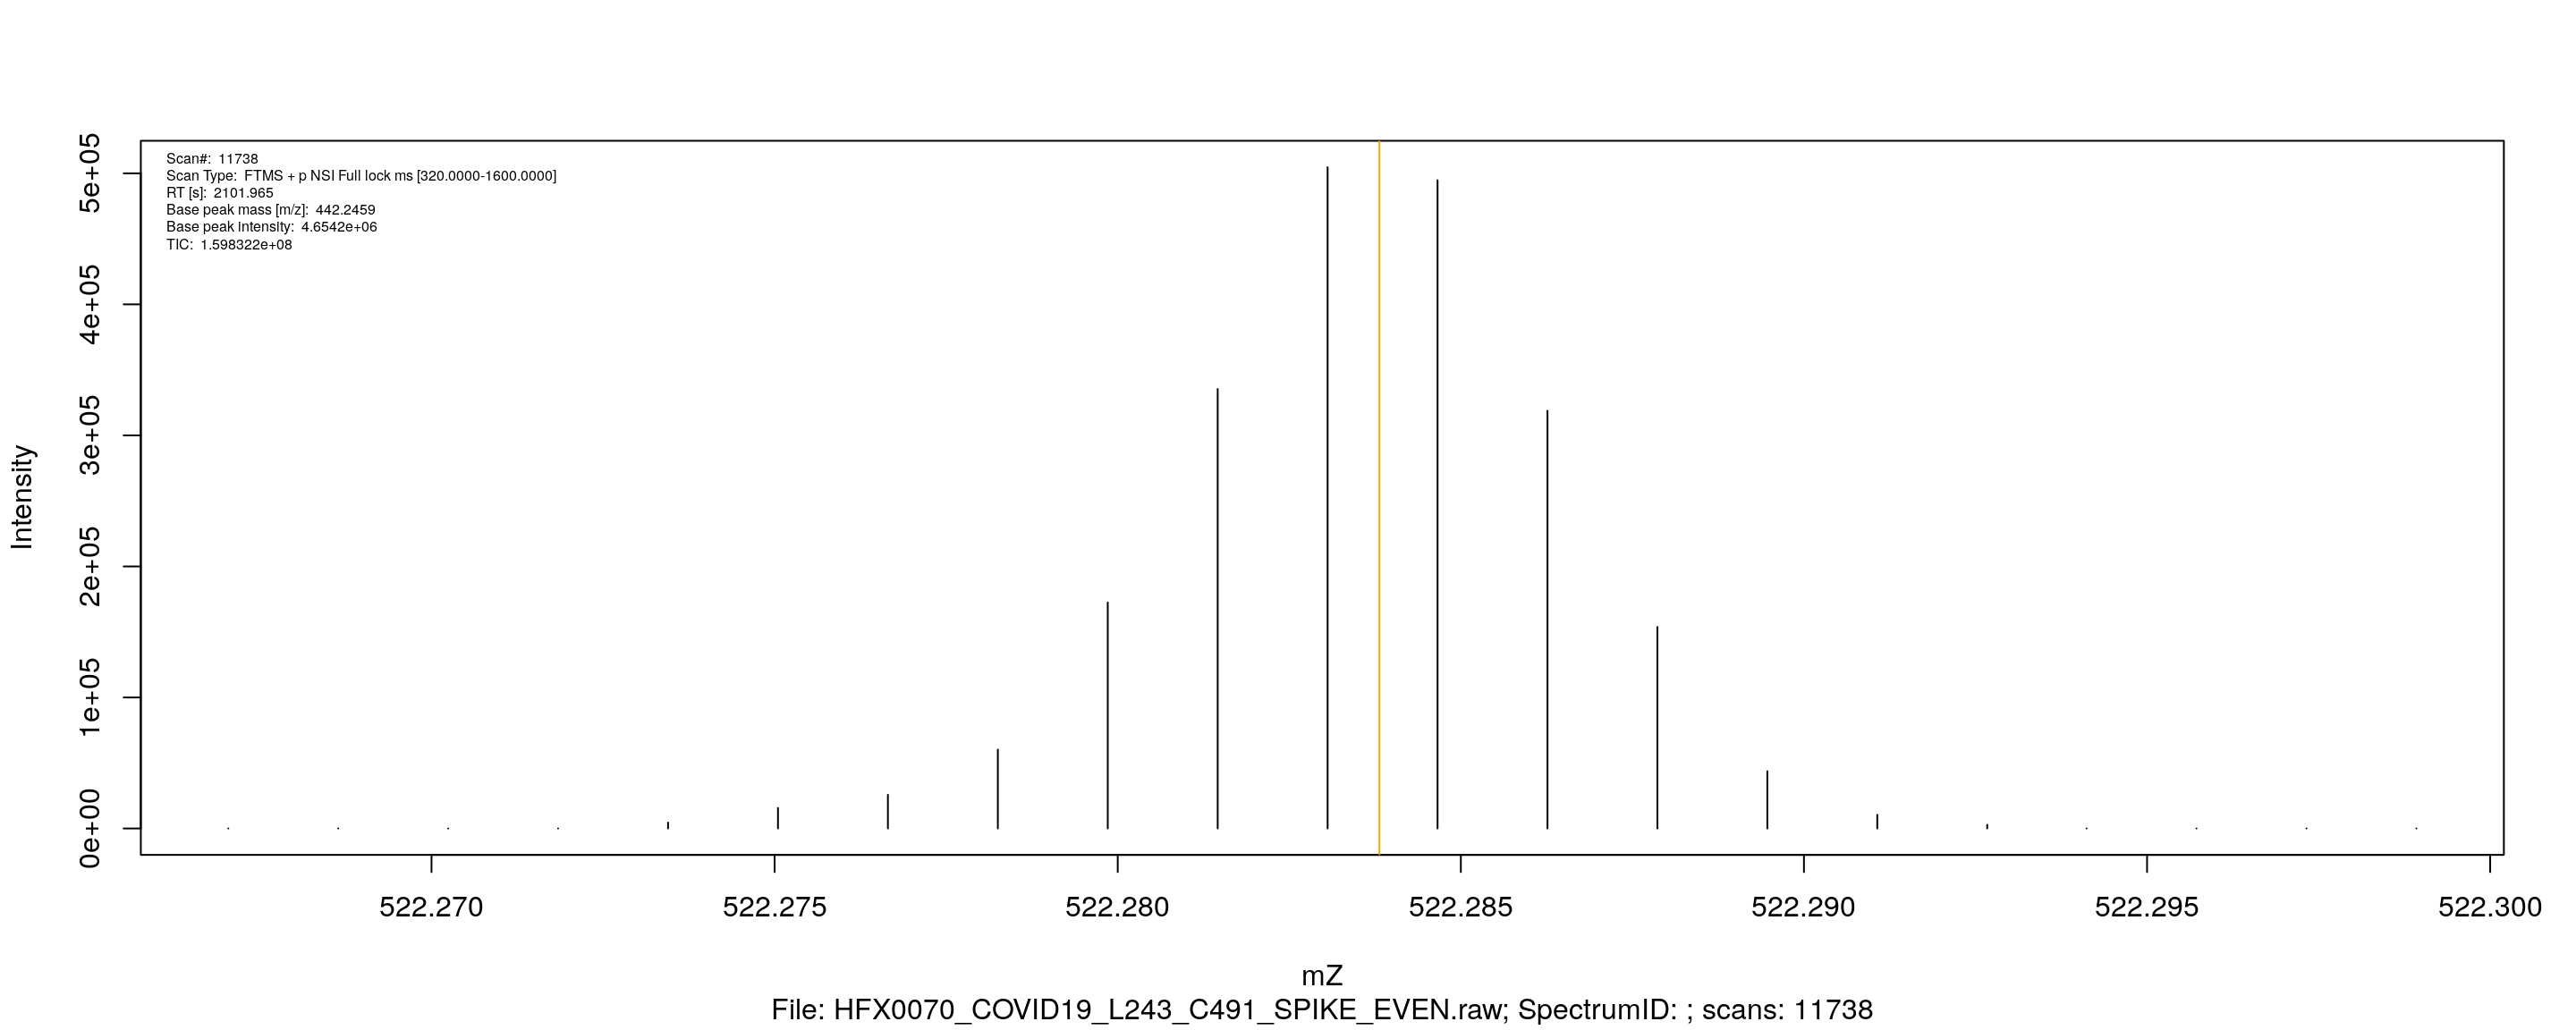 Scan#: 11738
Scan Type: FTMS + p NSI Full lock ms [320.0000-1600.0000]
RT [s]: 2101.965
Base peak mass [m/z]: 442.2459
Base peak intensity: 4.6542e+06
TIC: 1.598322e+08
5e+05
4e+05
3e+05
2e+05
1e+05
0e+00
Intensity
522.270 522.275 522.280 522.285 522.290 522.295 522.300
mZ
File: HFX0070_COVID19_L243_C491_SPIKE_EVEN.raw; SpectrumID: ; scans: 11738